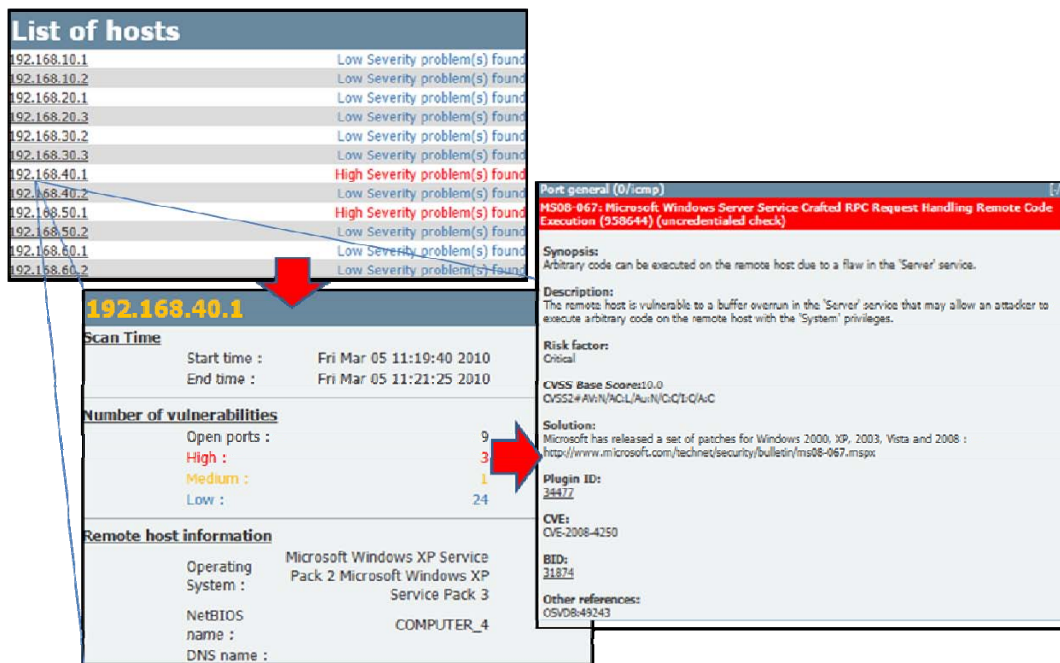 List of hosts
192.168.10.1 Low Severity problem(s) found
192.168.10.2 Low Severity problem(s) found
192.168.20.1 Low Severity problem(s) found
192.168.20.3 Low Severity problem(s) found
192.168.30.2 Low Severity problem(s) found
192.168.30.3 Low Severity problem(s) found
192.168.40.1 High Severity problem(s) found
192.168.40.2 Low Severity problem(s) found
192.168.50.1 High Severity problem(s) found
192.168.50.2 Low Severity problem(s) found
192.168.60.1 Low Severity problem(s) found
192.168.60.2 Low Severity problem(s) found
192.168.40.1
Scan Time
Start time : Fri Mar 05 11:19:40 2010
End time : Fri Mar 05 11:21:25 2010
Number of vulnerabilities
Open ports : 9
High : 3
Medium : 1
Low : 24
Remote host information
Operating System : Microsoft Windows XP Service
Pack 2 Microsoft Windows XP
Service Pack 3
NetBIOS name : COMPUTER_4
DNS name :
Port general (0/icmp)
MS08-067: Microsoft Windows Server Service Crafted RPC Request Handling Remote Code
Execution (958644) (uncredentialed check)
Synopsis:
Arbitrary code can be executed on the remote host due to a flaw in the 'Server' service.
Description:
The remote host is vulnerable to a buffer overrun in the 'Server' service that may allow an attacker to
execute arbitrary code on the remote host with the 'System' privileges.
Risk factor:
Critical
CVSS Base Score:10.0
CVSS2#AV:N/AC:L/Au:N/C:C/I:C/A:C
Solution:
Microsoft has released a set of patches for Windows 2000, XP, 2003, Vista and 2008 :
http://www.microsoft.com/technet/security/bulletin/ms08-067.mspx
Plugin ID:
34477
CVE:
CVE-2008-4250
BID:
31874
Other references:
OSVDB:49243